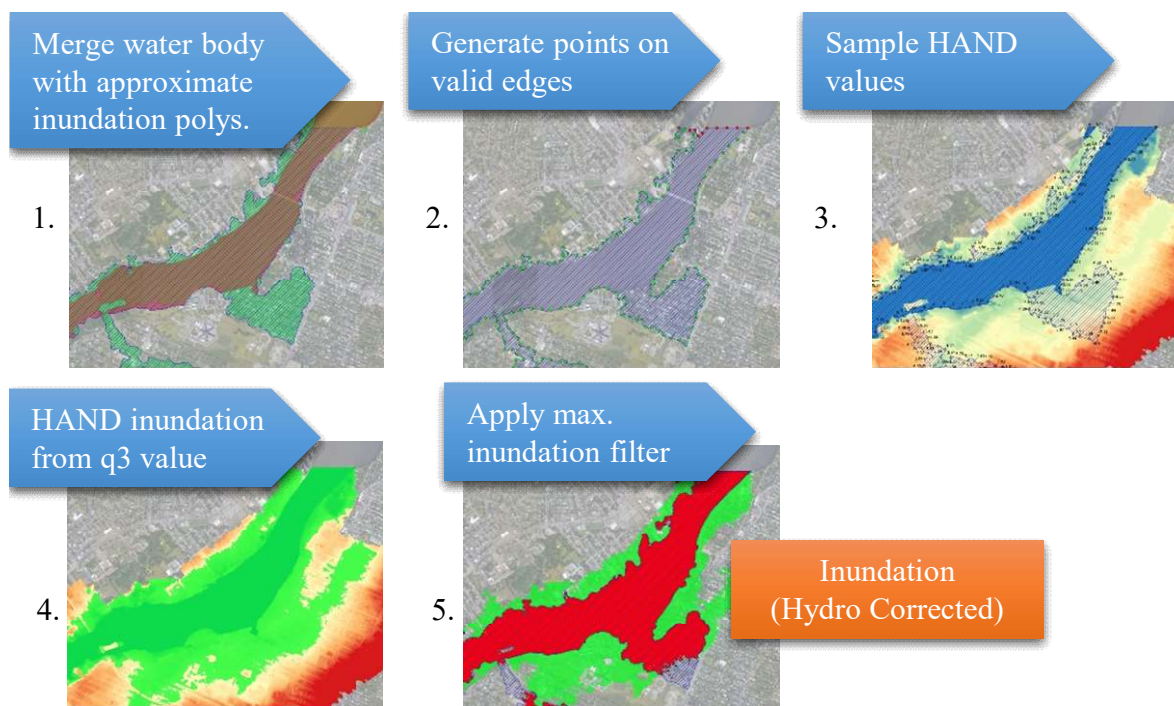 Merge water body
with approximate
inundation polys.
Generate points on
valid edges
Sample HAND
values
1.
2.
3.
HAND inundation
from q3 value
Apply max.
inundation filter
4.
5.
Inundation
(Hydro Corrected)